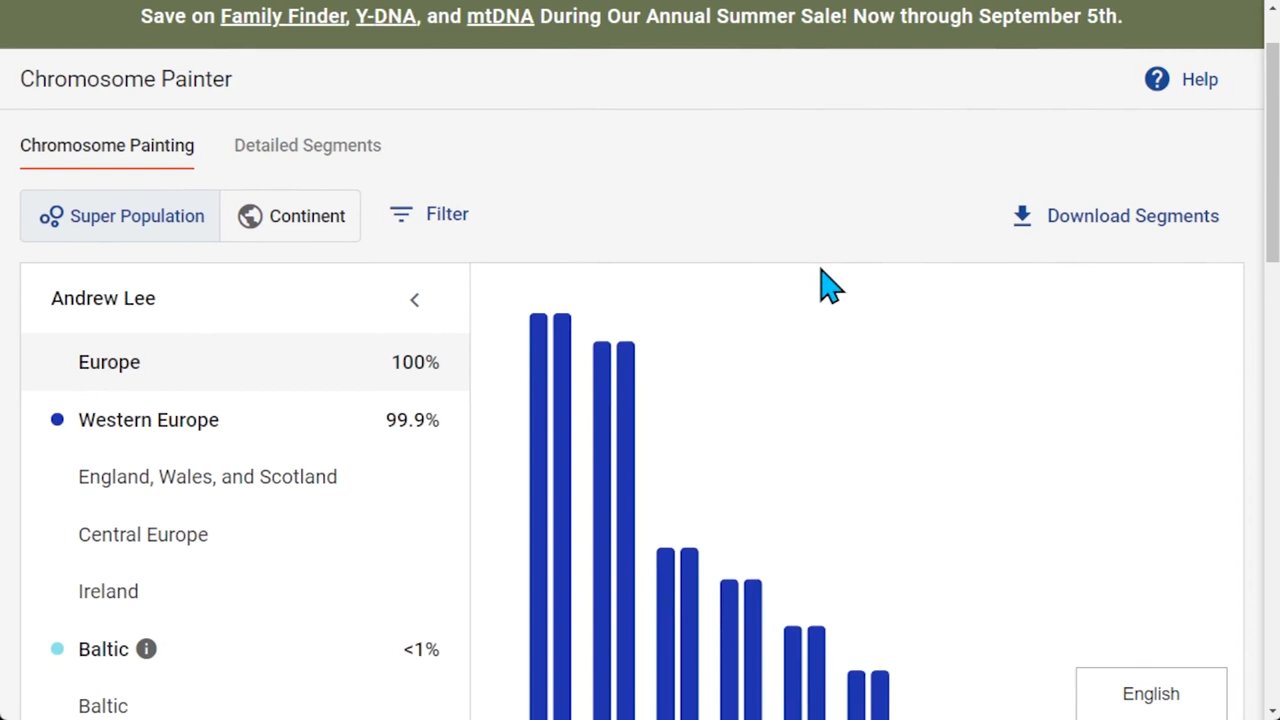 Save on Family Finder, Y-DNA, and mtDNA During Our Annual Summer Sale! Now through September 5th.
Chromosome Painter
Help
Chromosome Painting
Detailed Segments
Super Population
Continent
Filter
Download Segments
Andrew Lee
Europe 100%
Western Europe 99.9%
England, Wales, and Scotland
Central Europe
Ireland
Baltic <1%
Baltic
English